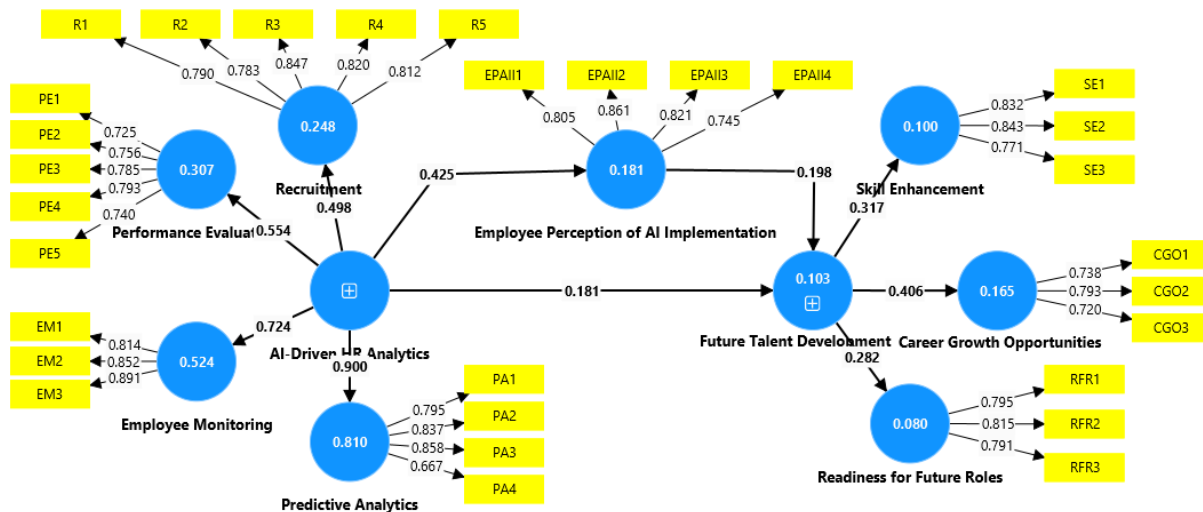 R1
R2
R3
R4
R5
0.790
0.783
0.847
0.820
0.812
0.248
Recruitment
PE1
PE2
PE3
PE4
PE5
0.725
0.756
0.785
0.793
0.740
0.307
0.498
0.554
EPAII1
EPAII2
EPAII3
EPAII4
0.805
0.861
0.821
0.745
0.181
Employee Perception of AI Implementation
0.425
0.198
SE1
SE2
SE3
0.832
0.843
0.771
0.100
Skill Enhancement
0.317
AI-Driven HR Analytics
0.181
0.103
Future Talent Development
0.406
0.165
Career Growth Opportunities
CGO1
CGO2
CGO3
0.738
0.793
0.720
EM1
EM2
EM3
0.814
0.852
0.891
0.524
Employee Monitoring
0.724
0.900
0.810
Predictive Analytics
PA1
PA2
PA3
PA4
0.795
0.837
0.858
0.667
0.282
0.080
Readiness for Future Roles
RFR1
RFR2
RFR3
0.795
0.815
0.791